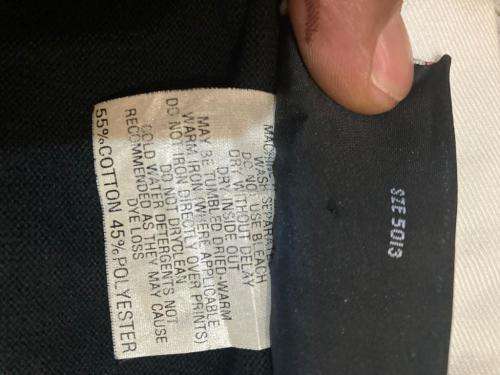 WASH SEPARATELY
DO NOT USE BLEACH
DRY WITHOUT DELAY
DRY INSIDE OUT
MAY BE TUMBLED DRIED-WARM
WARM IRON (WHERE APPLICABLE
DO NOT IRON DIRECTLY OVER PRINTS)
DO NOT DRYCLEAN
COLD WATER DETERGENTS NOT
RECOMMENDED AS THEY MAY CAUSE
DYE LOSS
55%COTTON 45%POLYESTER
SZE 5013